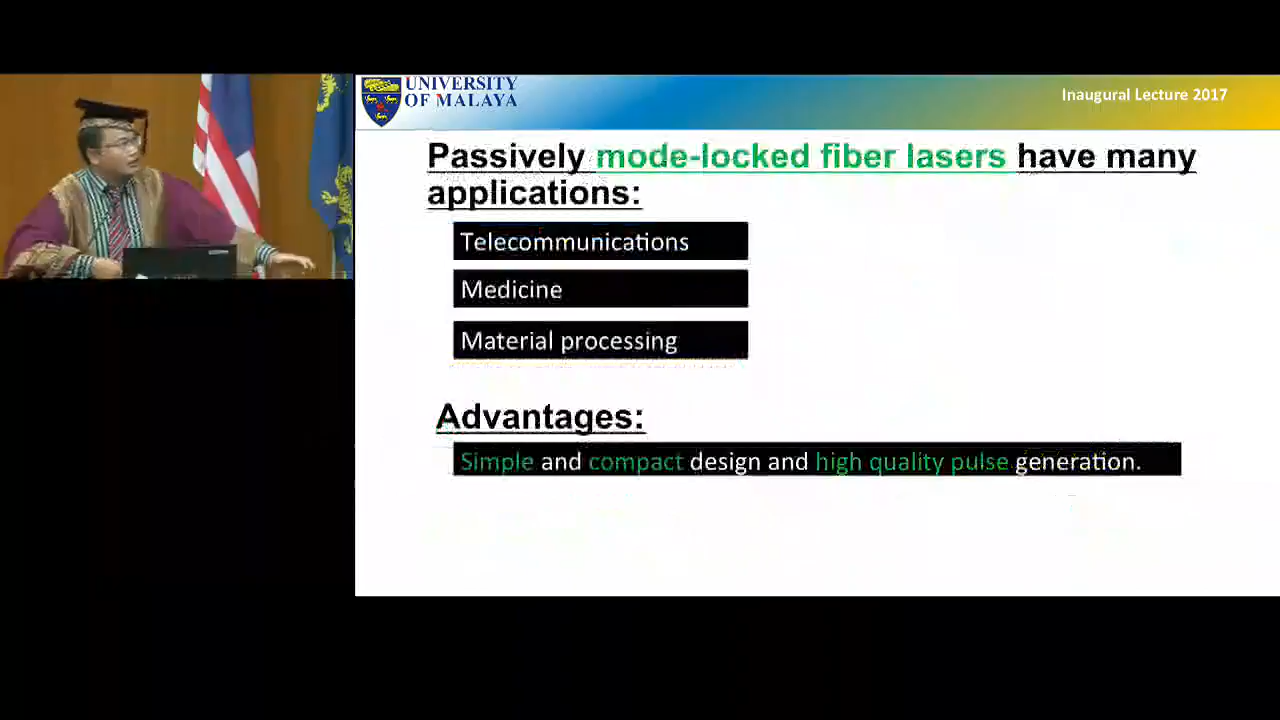 UNIVERSITY
OF MALAYA
Inaugural Lecture 2017
Passively mode-locked fiber lasers have many
applications:
Telecommunications
Medicine
Material processing
Advantages:
Simple and compact design and high quality pulse generation.